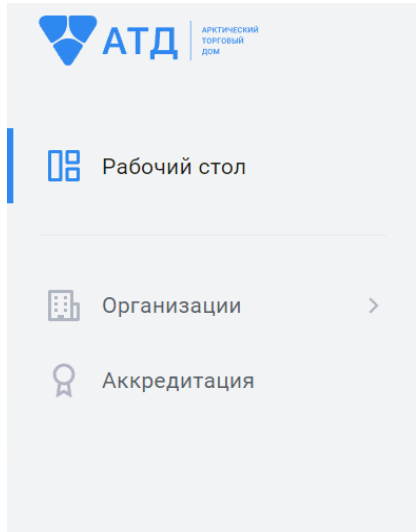 АТД
АРКТИЧЕСКИЙ
ТОРГОВЫЙ
ДОМ
Рабочий стол
Организации
Аккредитация